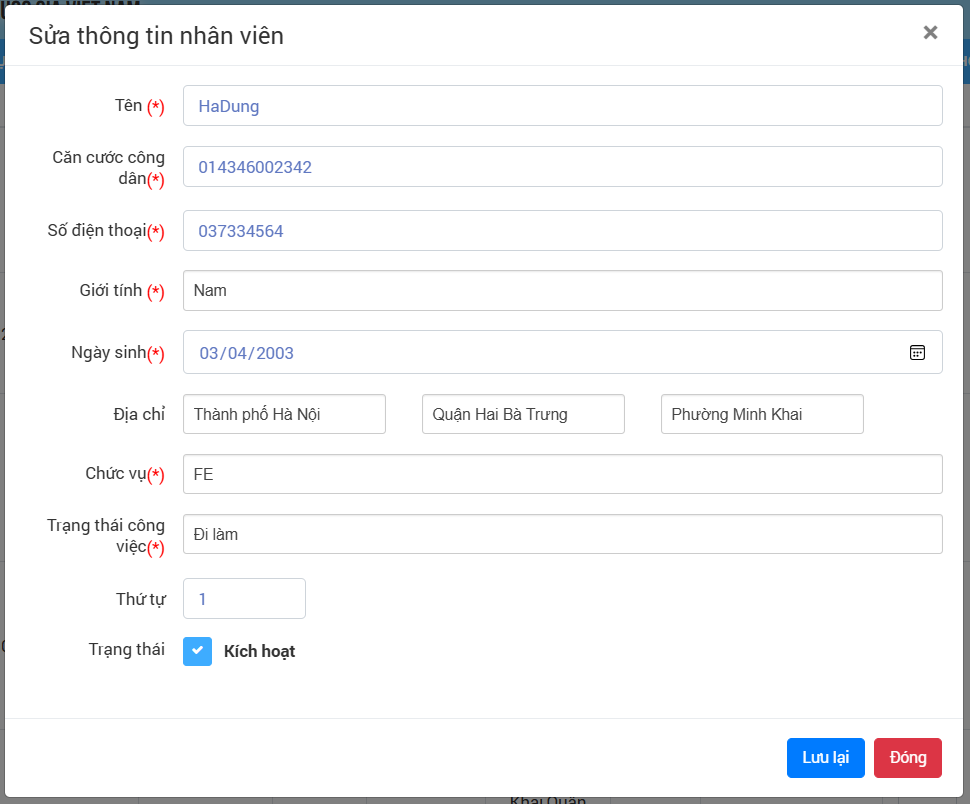 Sửa thông tin nhân viên ×
Tên (*) HaDung
Căn cước công
dân(*) 014346002342
Số điện thoại(*) 037334564
Giới tính (*) Nam
Ngày sinh(*) 03/04/2003
Địa chỉ Thành phố Hà Nội Quận Hai Bà Trưng Phường Minh Khai
Chức vụ(*) FE
Trạng thái công
việc(*) Đi làm
Thứ tự 1
Trạng thái Kích hoạt
Lưu lại Đóng
Khai Quận